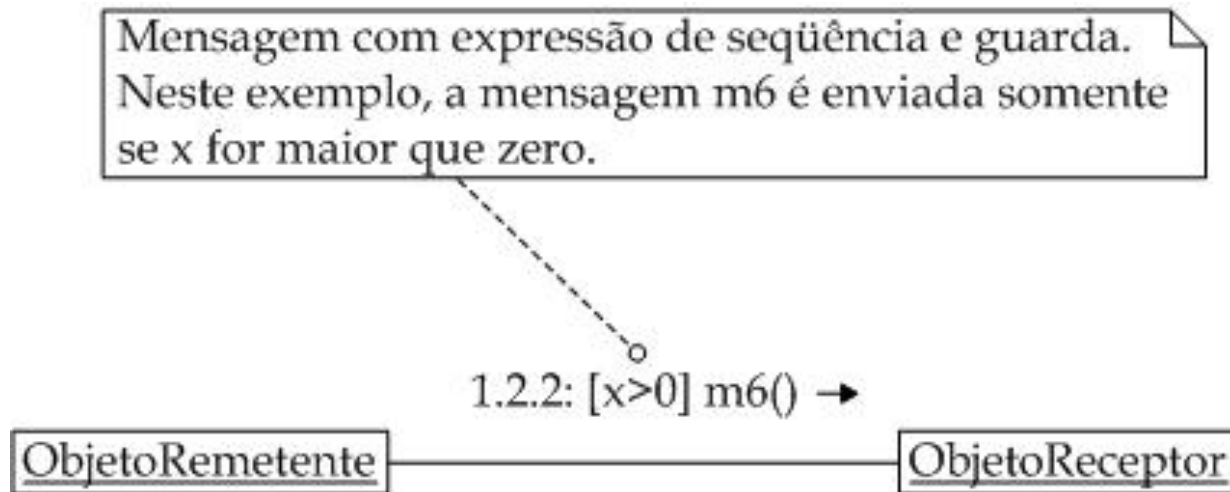 Mensagem com expressão de seqüência e guarda.
Neste exemplo, a mensagem m6 é enviada somente
se x for maior que zero.
1.2.2: [x>0] m6() →
ObjetoRemetente
ObjetoReceptor